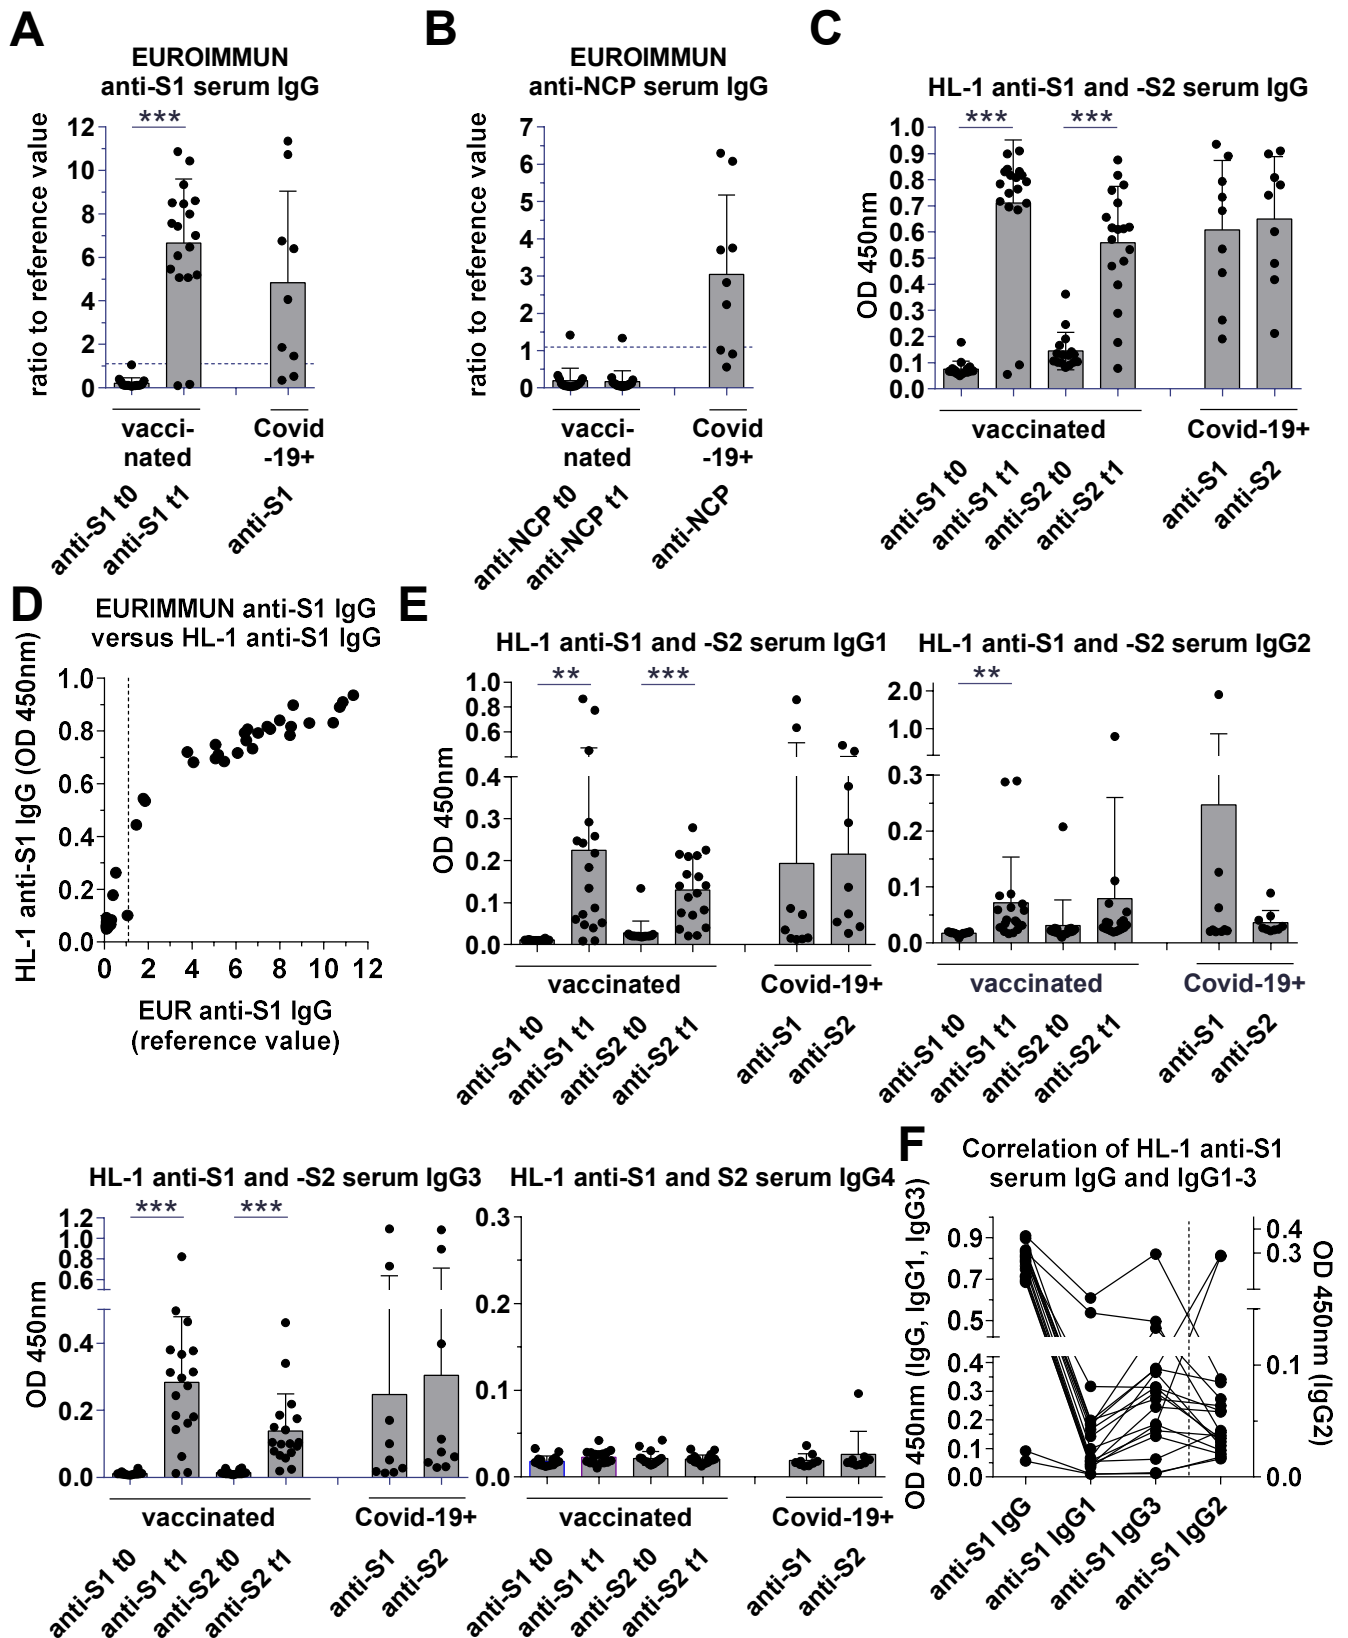 A
EUROIMMUN
anti-S1 serum IgG
***
ratio to reference value
12
10
8
6
4
2
0
vacci-
nated
Covid
-19+
anti-S1 t0
anti-S1 t1
anti-S1
B
EUROIMMUN
anti-NCP serum IgG
ratio to reference value
7
6
5
4
3
2
1
0
vacci-
nated
Covid
-19+
anti-NCP t0
anti-NCP t1
anti-NCP
C
HL-1 anti-S1 and -S2 serum IgG
***
***
OD 450nm
1.0
0.9
0.8
0.7
0.6
0.5
0.4
0.3
0.2
0.1
0.0
vaccinated
Covid-19+
anti-S1 t0
anti-S1 t1
anti-S2 t0
anti-S2 t1
anti-S1
anti-S2
D
EURIMMUN anti-S1 IgG
versus HL-1 anti-S1 IgG
HL-1 anti-S1 IgG (OD 450nm)
1.0
0.8
0.6
0.4
0.2
0.0
0 2 4 6 8 10 12
EUR anti-S1 IgG
(reference value)
E
HL-1 anti-S1 and -S2 serum IgG1
**
***
OD 450nm
1.0
0.8
0.6
0.4
0.3
0.2
0.1
0.0
vaccinated
Covid-19+
anti-S1 t0
anti-S1 t1
anti-S2 t0
anti-S2 t1
anti-S1
anti-S2
HL-1 anti-S1 and -S2 serum IgG2
**
2.0
1.0
0.3
0.2
0.1
0.0
vaccinated
Covid-19+
anti-S1 t0
anti-S1 t1
anti-S2 t0
anti-S2 t1
anti-S1
anti-S2
HL-1 anti-S1 and -S2 serum IgG3
***
***
OD 450nm
1.2
1.0
0.8
0.6
0.4
0.2
0.0
vaccinated
Covid-19+
anti-S1 t0
anti-S1 t1
anti-S2 t0
anti-S2 t1
anti-S1
anti-S2
HL-1 anti-S1 and S2 serum IgG4
0.3
0.2
0.1
0.0
vaccinated
Covid-19+
anti-S1 t0
anti-S1 t1
anti-S2 t0
anti-S2 t1
anti-S1
anti-S2
F
Correlation of HL-1 anti-S1
serum IgG and IgG1-3
OD 450nm (IgG, IgG1, IgG3)
0.9
0.7
0.5
0.4
0.3
0.2
0.1
0.0
0.4
0.3
0.1
0.0
OD 450nm (IgG2)
anti-S1 IgG
anti-S1 IgG1
anti-S1 IgG3
anti-S1 IgG2